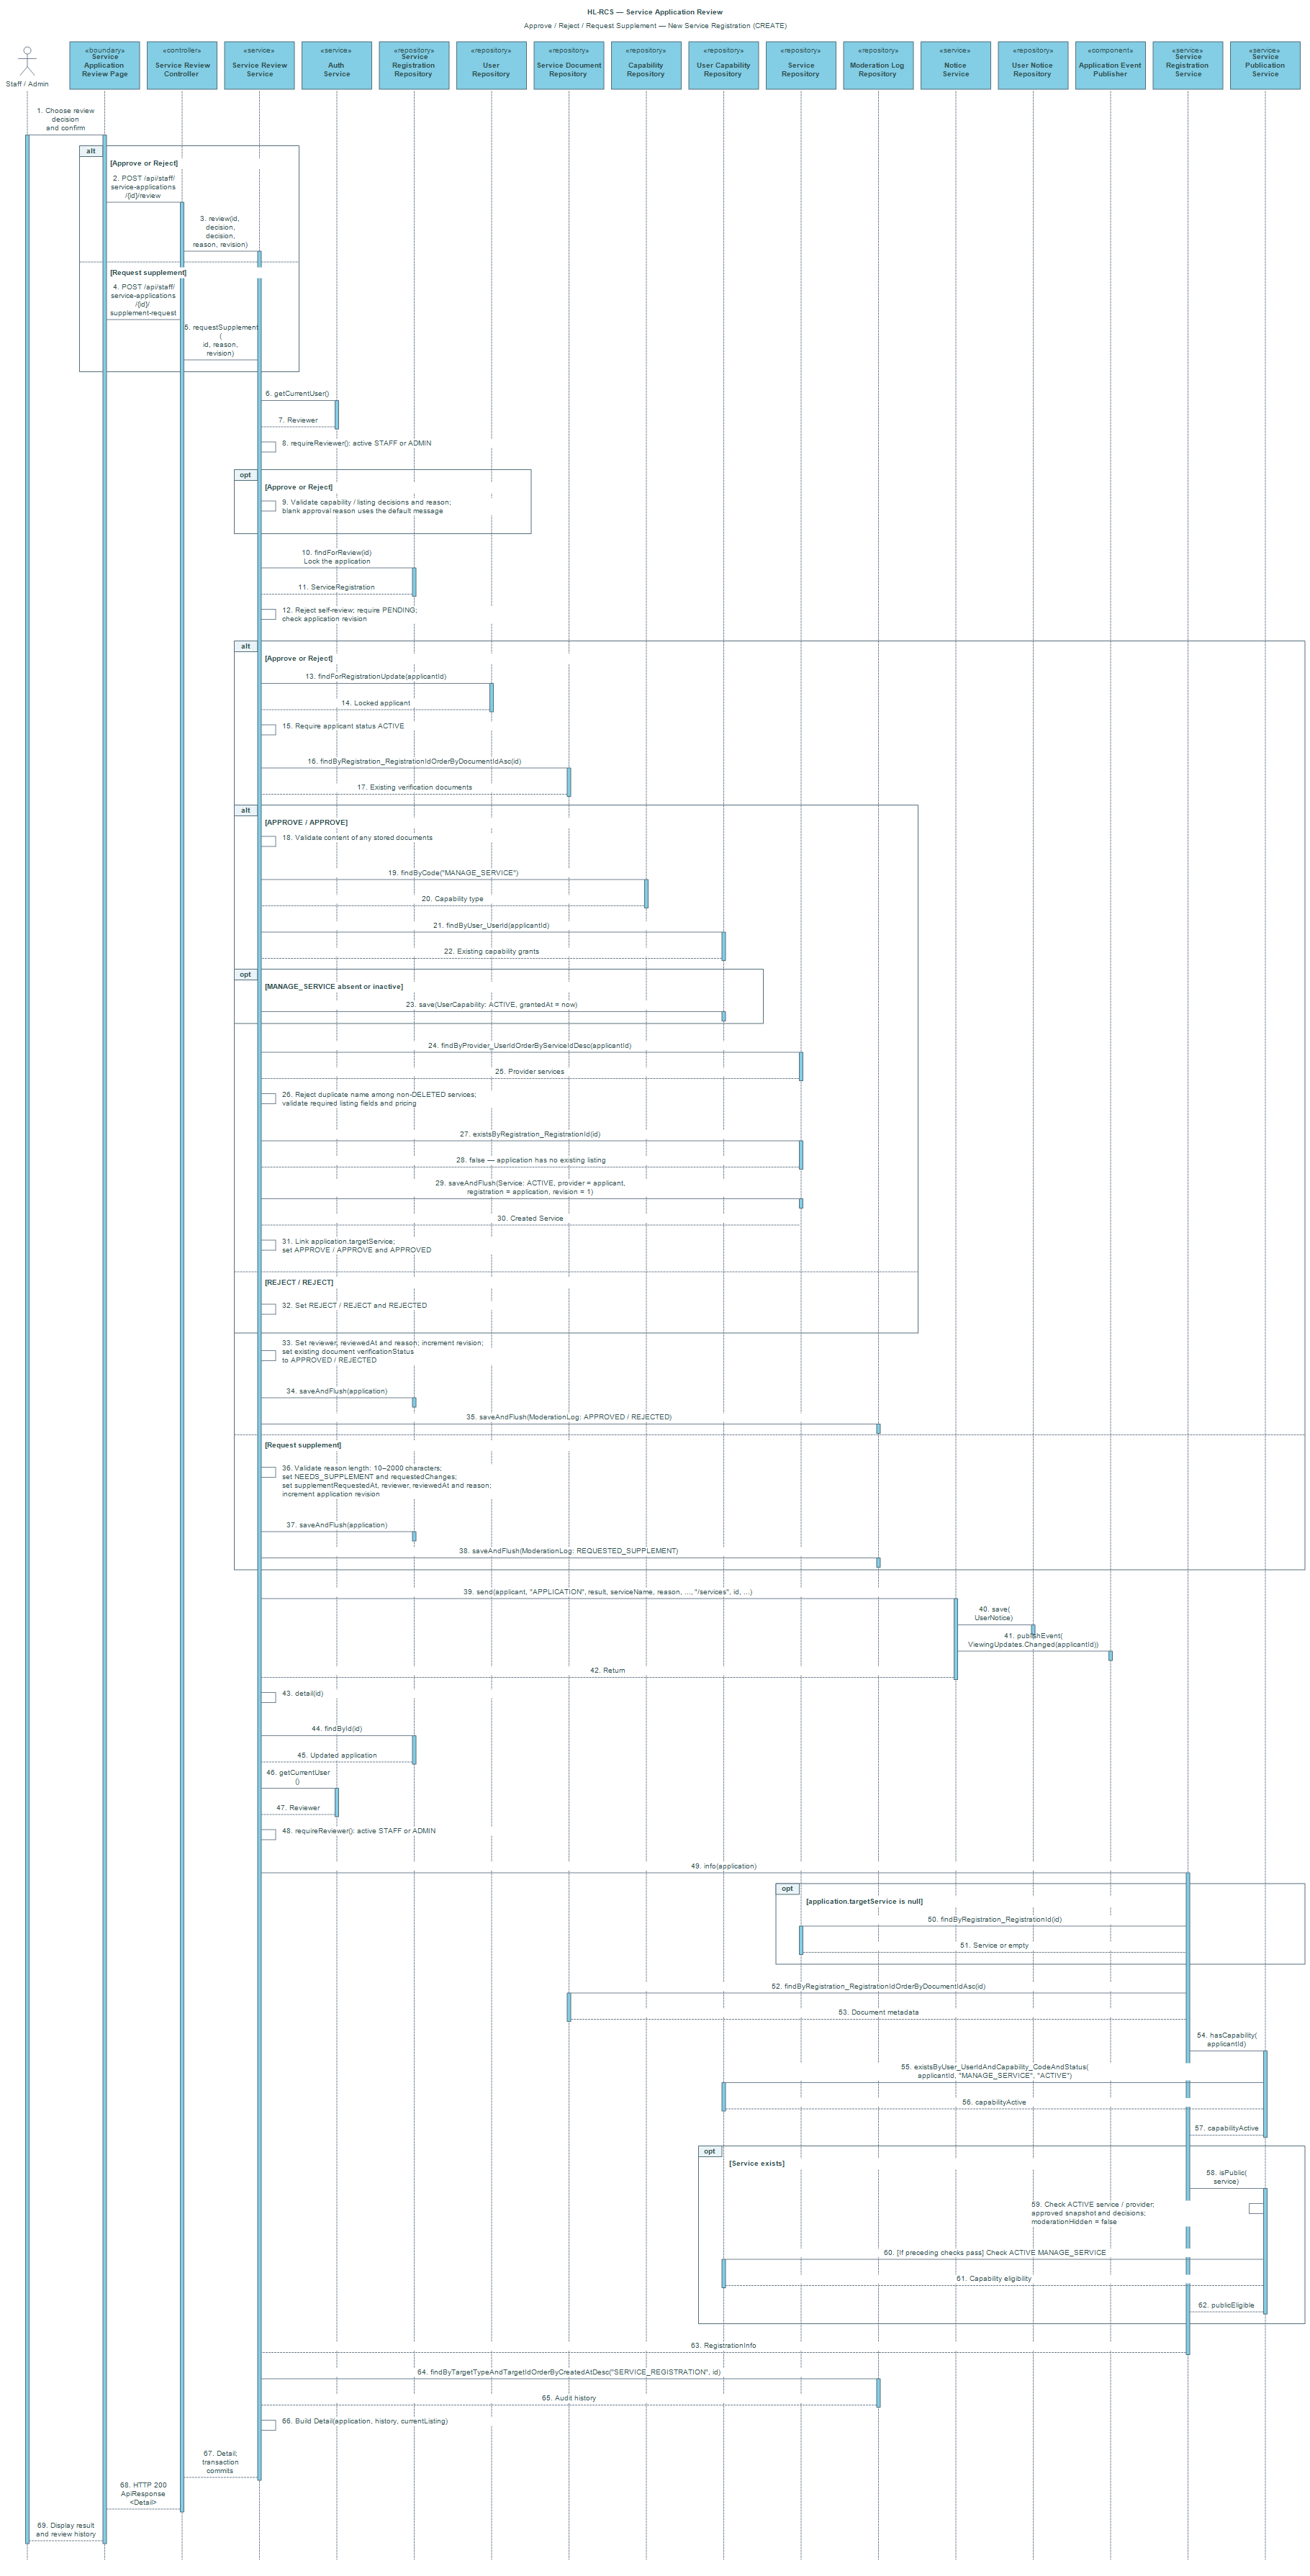 HL-RCS — Service Application Review
Approve / Reject / Request Supplement — New Service Registration (CREATE)
Staff / Admin
«boundary»
Service
Application
Review Page
«controller»
Service Review
Controller
«service»
Service Review
Service
«service»
Auth
Service
«repository»
Service
Registration
Repository
«repository»
User
Repository
«repository»
Service Document
Repository
«repository»
Capability
Repository
«repository»
User Capability
Repository
«repository»
Service
Repository
«repository»
Moderation Log
Repository
«service»
Notice
Service
«repository»
User Notice
Repository
«component»
Application Event
Publisher
«service»
Service
Registration
Service
«service»
Service
Publication
Service
1. Choose review
decision
and confirm
alt
[Approve or Reject]
2. POST /api/staff/
service-applications
/{id}/review
3. review(id,
decision,
decision,
reason, revision)
[Request supplement]
4. POST /api/staff/
service-applications
/{id}/
supplement-request
5. requestSupplement
(
id, reason,
revision)
6. getCurrentUser()
7. Reviewer
8. requireReviewer(): active STAFF or ADMIN
opt
[Approve or Reject]
9. Validate capability / listing decisions and reason;
blank approval reason uses the default message
10. findForReview(id)
Lock the application
11. ServiceRegistration
12. Reject self-review; require PENDING;
check application revision
alt
[Approve or Reject]
13. findForRegistrationUpdate(applicantId)
14. Locked applicant
15. Require applicant status ACTIVE
16. findByRegistration_RegistrationIdOrderByDocumentIdAsc(id)
17. Existing verification documents
alt
[APPROVE / APPROVE]
18. Validate content of any stored documents
19. findByCode("MANAGE_SERVICE")
20. Capability type
21. findByUser_UserId(applicantId)
22. Existing capability grants
opt
[MANAGE_SERVICE absent or inactive]
23. save(UserCapability: ACTIVE, grantedAt = now)
24. findByProvider_UserIdOrderByServiceIdDesc(applicantId)
25. Provider services
26. Reject duplicate name among non-DELETED services;
validate required listing fields and pricing
27. existsByRegistration_RegistrationId(id)
28. false — application has no existing listing
29. saveAndFlush(Service: ACTIVE, provider = applicant,
registration = application, revision = 1)
30. Created Service
31. Link application.targetService;
set APPROVE / APPROVE and APPROVED
[REJECT / REJECT]
32. Set REJECT / REJECT and REJECTED
33. Set reviewer, reviewedAt and reason; increment revision;
set existing document verificationStatus
to APPROVED / REJECTED
34. saveAndFlush(application)
35. saveAndFlush(ModerationLog: APPROVED / REJECTED)
[Request supplement]
36. Validate reason length: 10–2000 characters;
set NEEDS_SUPPLEMENT and requestedChanges;
set supplementRequestedAt, reviewer, reviewedAt and reason;
increment application revision
37. saveAndFlush(application)
38. saveAndFlush(ModerationLog: REQUESTED_SUPPLEMENT)
39. send(applicant, "APPLICATION", result, serviceName, reason, ..., "/services", id, ...)
40. save(
UserNotice)
41. publishEvent(
ViewingUpdates.Changed(applicantId))
42. Return
43. detail(id)
44. findById(id)
45. Updated application
46. getCurrentUser
()
47. Reviewer
48. requireReviewer(): active STAFF or ADMIN
49. info(application)
opt
[application.targetService is null]
50. findByRegistration_RegistrationId(id)
51. Service or empty
52. findByRegistration_RegistrationIdOrderByDocumentIdAsc(id)
53. Document metadata
54. hasCapability(
applicantId)
55. existsByUser_UserIdAndCapability_CodeAndStatus(
applicantId, "MANAGE_SERVICE", "ACTIVE")
56. capabilityActive
57. capabilityActive
opt
[Service exists]
58. isPublic(
service)
59. Check ACTIVE service / provider;
approved snapshot and decisions;
moderationHidden = false
60. [If preceding checks pass] Check ACTIVE MANAGE_SERVICE
61. Capability eligibility
62. publicEligible
63. RegistrationInfo
64. findByTargetTypeAndTargetIdOrderByCreatedAtDesc("SERVICE_REGISTRATION", id)
65. Audit history
66. Build Detail(application, history, currentListing)
67. Detail;
transaction
commits
68. HTTP 200
ApiResponse
<Detail>
69. Display result
and review history